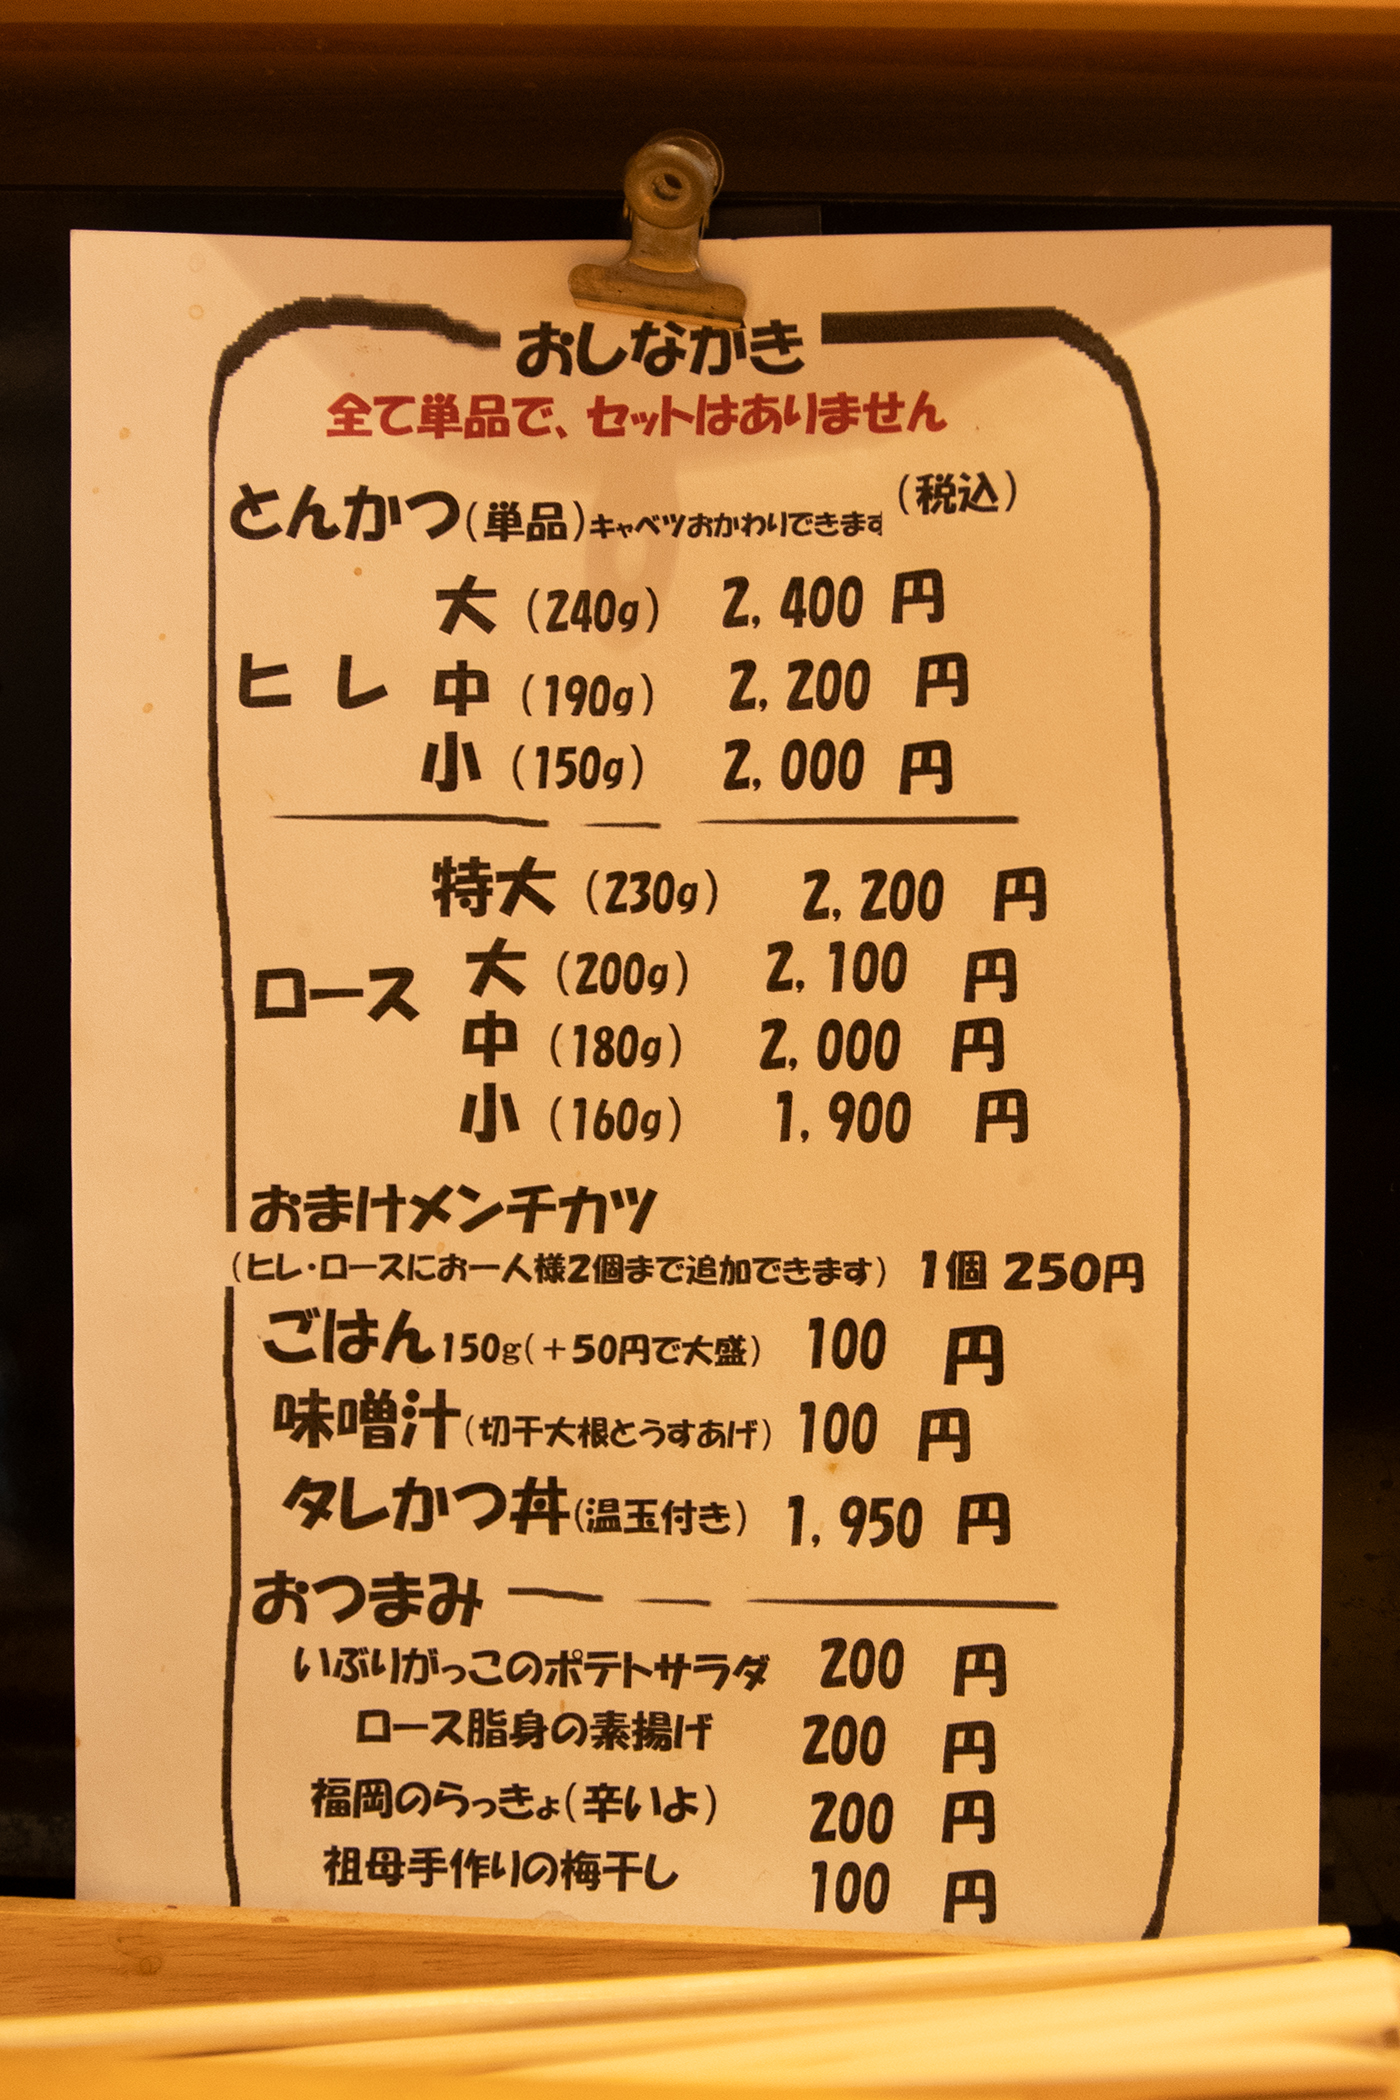 おしながき
全て単品で、セットはありません
とんかつ(単品)キャベツおかわりできます (税込)
大 (240g) 2,400 円
ヒレ 中 (190g) 2,200 円
小 (150g) 2,000 円
特大 (230g) 2,200 円
ロース 大 (200g) 2,100 円
中 (180g) 2,000 円
小 (160g) 1,900 円
おまけメンチカツ
(ヒレ・ロースにお一人様2個まで追加できます) 1個 250円
ごはん150g(+50円で大盛) 100 円
味噌汁(切干大根とうすあげ) 100 円
タレかつ丼(温玉付き) 1,950 円
おつまみ
いぶりがっこのポテトサラダ 200 円
ロース脂身の素揚げ 200 円
福岡のらっきょ(辛いよ) 200 円
祖母手作りの梅干し 100 円